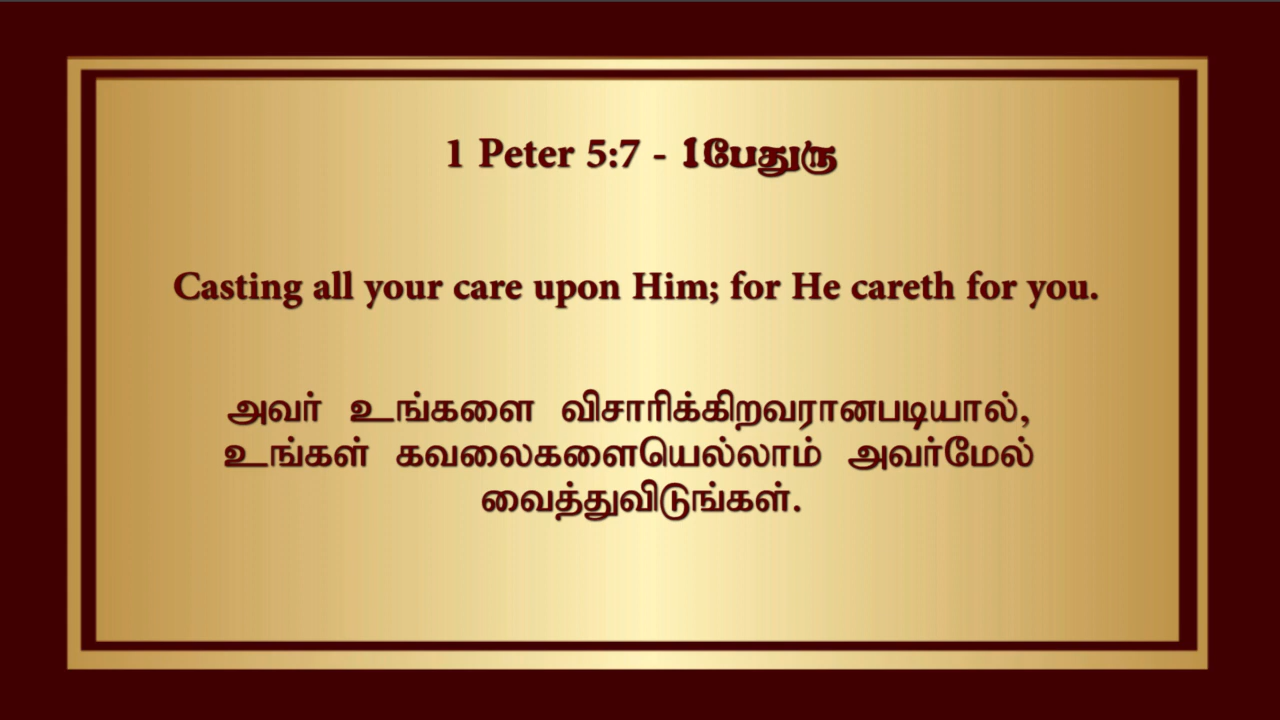 1 Peter 5:7 - 1பேதுரு
Casting all your care upon Him; for He careth for you.
அவர் உங்களை விசாரிக்கிறவரானபடியால்,
உங்கள் கவலைகளையெல்லாம் அவர்மேல்
வைத்துவிடுங்கள்.